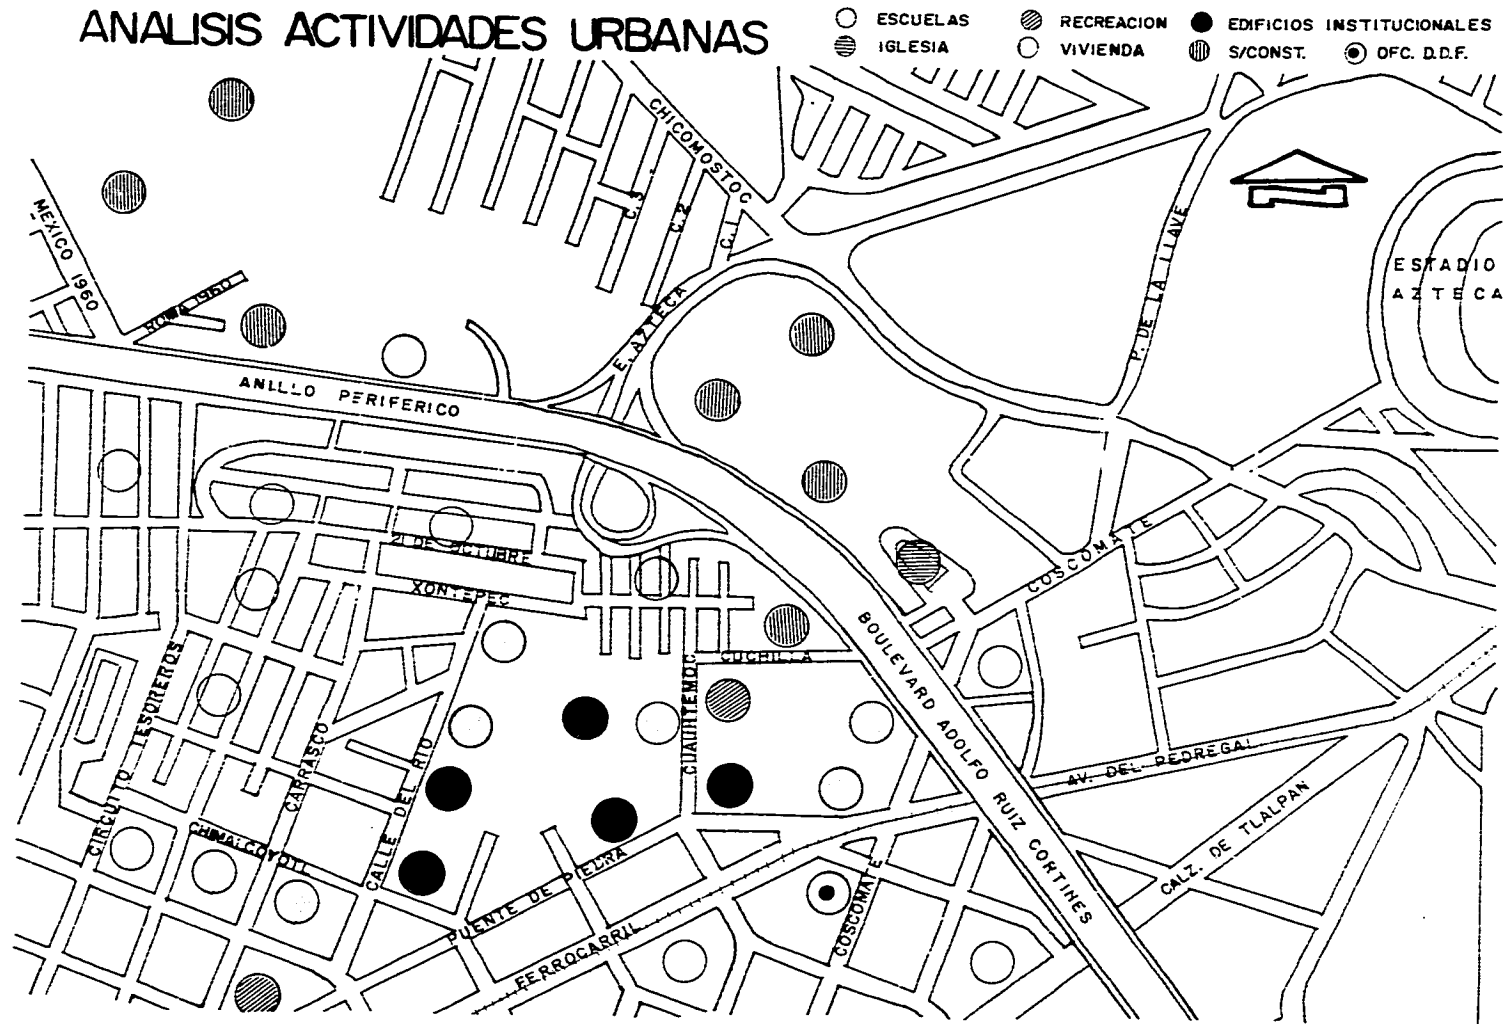 ANALISIS ACTIVIDADES URBANAS
ESCUELAS
RECREACION
EDIFICIOS INSTITUCIONALES
IGLESIA
VIVIENDA
S/CONST.
OFC. D.D.F.
CHICOMOSTOC
C. 3
C. 2
C. 1
MEXICO 1960
ROMA 1960
P. DE LA LLAVE
ESTADIO
AZTECA
E. AZTECA
ANILLO PERIFERICO
21 DE OCTUBRE
XONTEPEC
COSCOMATE
CUCHILLA
CUAUHTEMOC
BOULEVARD ADOLFO RUIZ CORTINES
CIRCUITO TESOREROS
CARRASCO
CALLE DEL RIO
CHIMALCOYOTL
AV. DEL PEDREGAL
CALZ. DE TLALPAN
PUENTE DE PIEDRA
FERROCARRIL
COSCOMATE